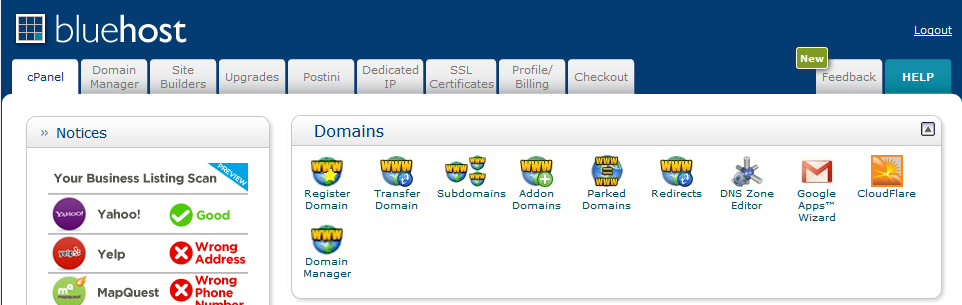 bluehost
Logout
cPanel
Domain
Manager
Site
Builders
Upgrades
Postini
Dedicated
IP
SSL
Certificates
Profile/
Billing
Checkout
New
Feedback
HELP
» Notices
PREVIEW
Your Business Listing Scan
YAHOO!
Yahoo!
Good
yelp
Yelp
Wrong
Address
mq
Mapquest
MapQuest
Wrong
Phone
Number
Domains
WWW
Register
Domain
WWW
Transfer
Domain
WWW
WWW
WWW
Subdomains
WWW
Addon
Domains
WWW
WWW
Parked
Domains
WWW
Redirects
DNS Zone
Editor
Google
Apps™
Wizard
CloudFlare
WWW
Domain
Manager